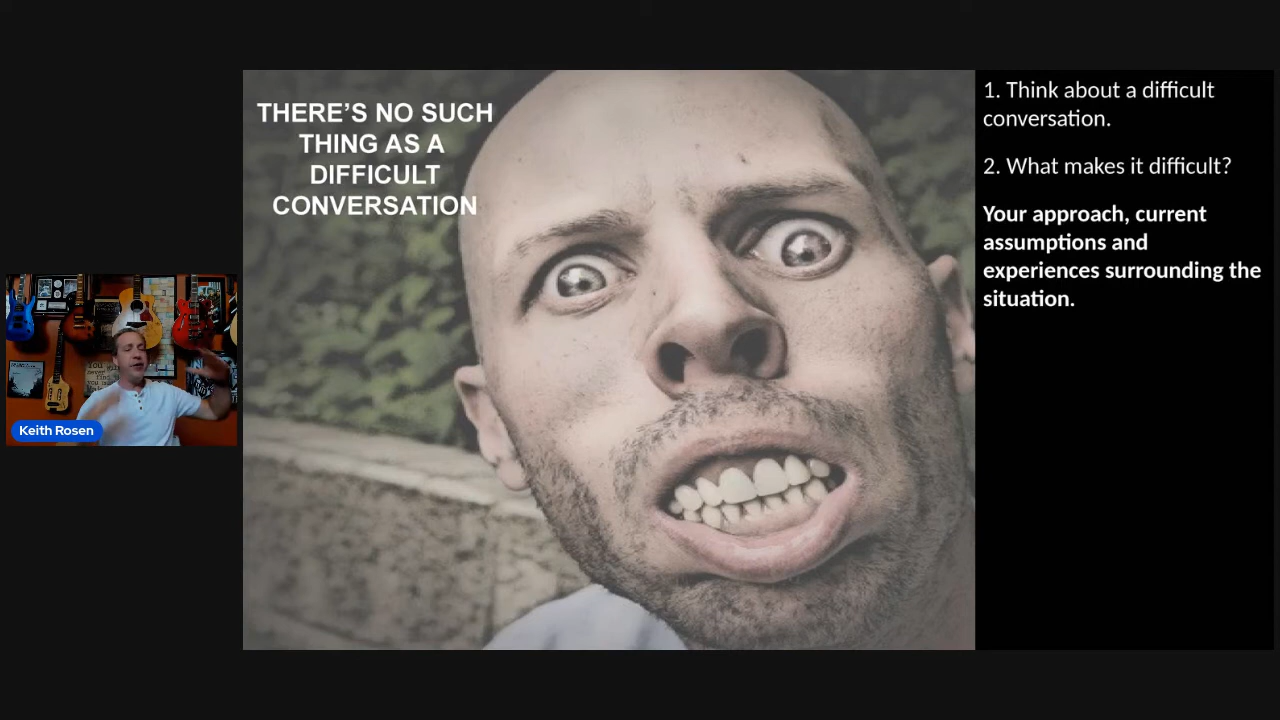 THERE’S NO SUCH
THING AS A
DIFFICULT
CONVERSATION
1. Think about a difficult
conversation.
2. What makes it difficult?
Your approach, current
assumptions and
experiences surrounding the
situation.
Keith Rosen